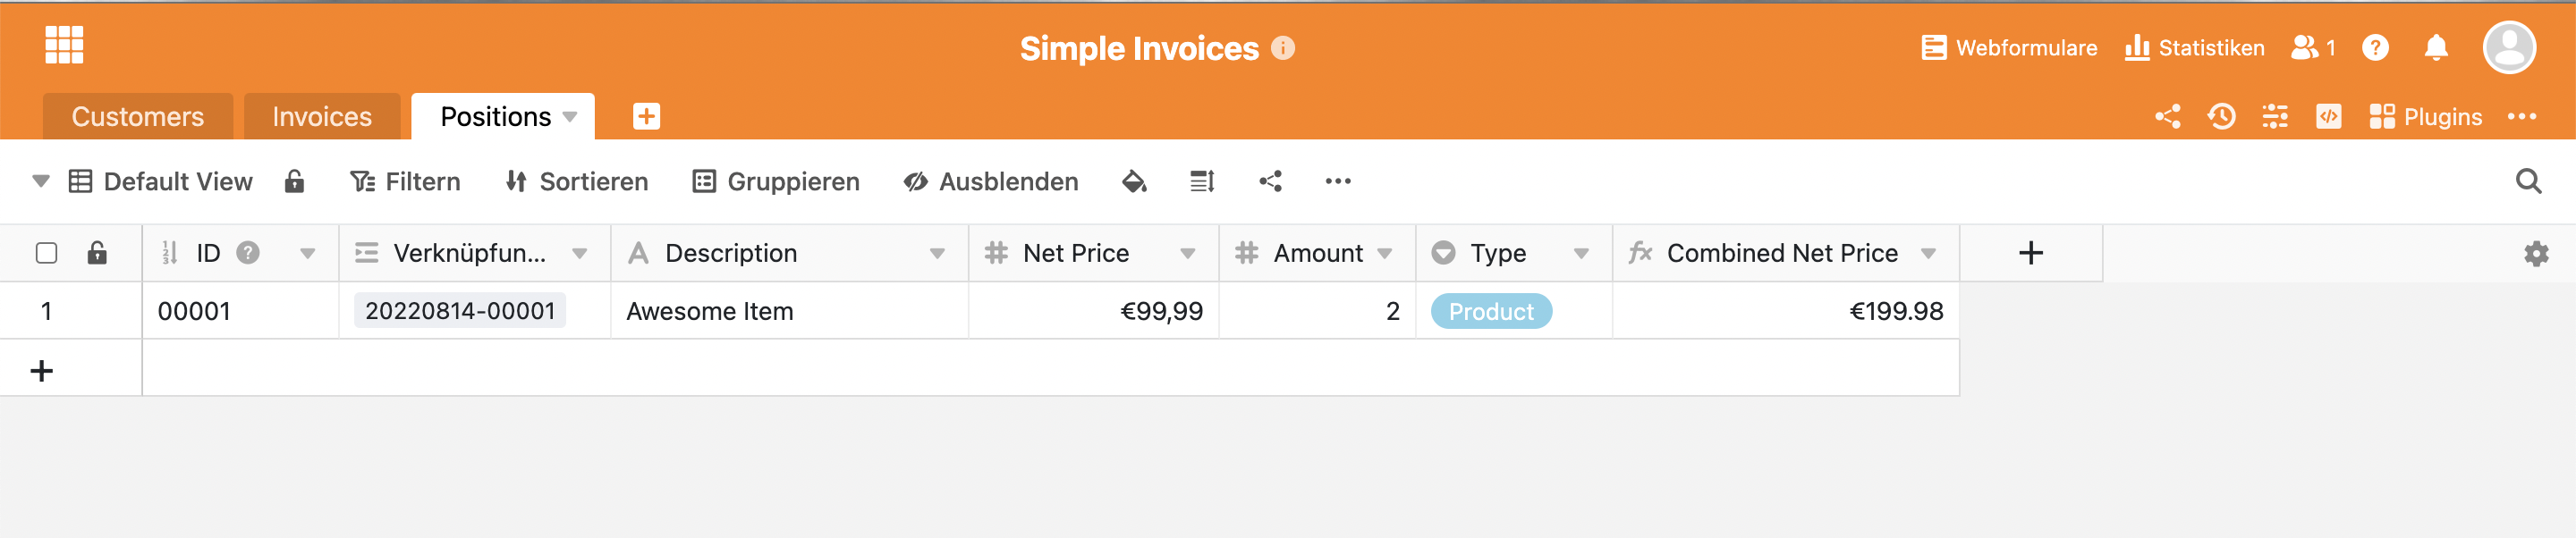 Simple Invoices
Webformulare Statistiken 1
Customers Invoices Positions
Plugins
Default View Filtern Sortieren Gruppieren Ausblenden
ID Verknüpfun... Description Net Price Amount Type Combined Net Price
1 00001 20220814-00001 Awesome Item €99,99 2 Product €199.98